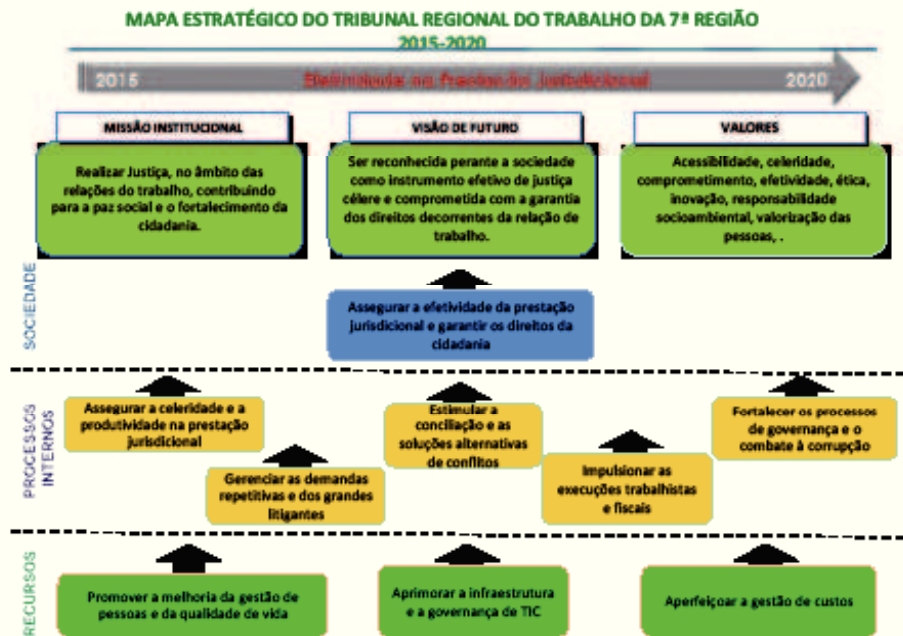 MAPA ESTRATÉGICO DO TRIBUNAL REGIONAL DO TRABALHO DA 7ª REGIÃO
2015-2020
2015
2020
MISSÃO INSTITUCIONAL
Realizar Justiça, no âmbito das
relações do trabalho, contribuindo
para a paz social e o fortalecimento da
cidadania.
VISÃO DE FUTURO
Ser reconhecida perante a sociedade
como instrumento efetivo de justiça
célere e comprometida com a garantia
dos direitos decorrentes da relação de
trabalho.
VALORES
Acessibilidade, celeridade,
comprometimento, efetividade, ética,
inovação, responsabilidade
socioambiental, valorização das
pessoas, .
SOCIEDADE
Assegurar a efetividade da prestação
jurisdicional e garantir os direitos da
cidadania
PROCESSOS
INTERNOS
Assegurar a celeridade e a
produtividade na prestação
jurisdicional
Gerenciar as demandas
repetitivas e dos grandes
litigantes
Estimular a
conciliação e as
soluções alternativas
de conflitos
Impulsionar as
execuções trabalhistas
e fiscais
Fortalecer os processos
de governança e o
combate à corrupção
RECURSOS
Promover a melhoria da gestão de
pessoas e da qualidade de vida
Aprimorar a infraestrutura
e a governança de TIC
Aperfeiçoar a gestão de custos